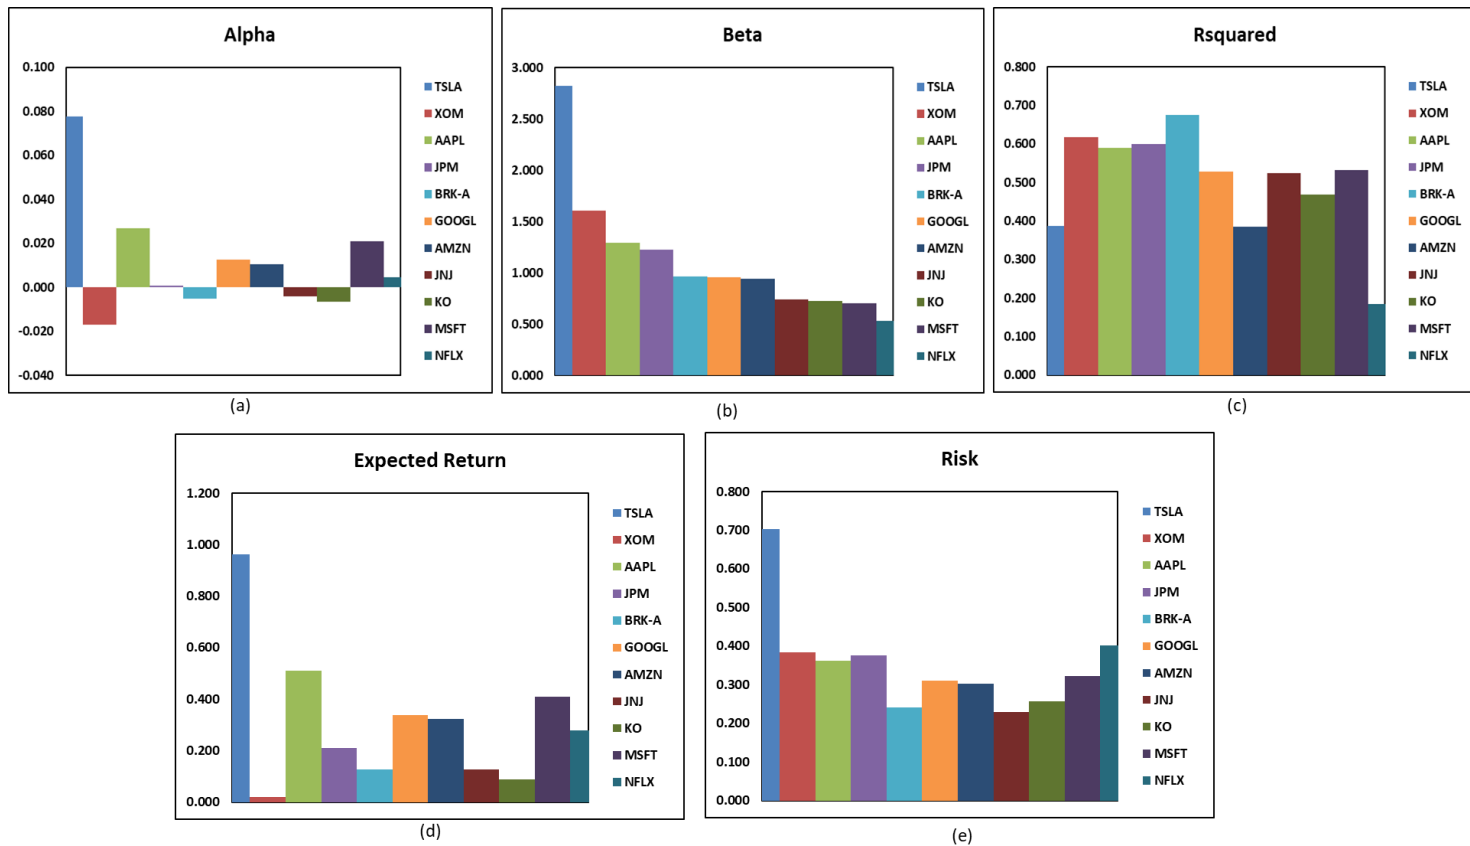 Alpha
0.100
0.080
0.060
0.040
0.020
0.000
-0.020
-0.040
TSLA
XOM
AAPL
JPM
BRK-A
GOOGL
AMZN
JNJ
KO
MSFT
NFLX
(a)
Beta
3.000
2.500
2.000
1.500
1.000
0.500
0.000
TSLA
XOM
AAPL
JPM
BRK-A
GOOGL
AMZN
JNJ
KO
MSFT
NFLX
(b)
Rsquared
0.800
0.700
0.600
0.500
0.400
0.300
0.200
0.100
0.000
TSLA
XOM
AAPL
JPM
BRK-A
GOOGL
AMZN
JNJ
KO
MSFT
NFLX
(c)
Expected Return
1.200
1.000
0.800
0.600
0.400
0.200
0.000
TSLA
XOM
AAPL
JPM
BRK-A
GOOGL
AMZN
JNJ
KO
MSFT
NFLX
(d)
Risk
0.800
0.700
0.600
0.500
0.400
0.300
0.200
0.100
0.000
TSLA
XOM
AAPL
JPM
BRK-A
GOOGL
AMZN
JNJ
KO
MSFT
NFLX
(e)